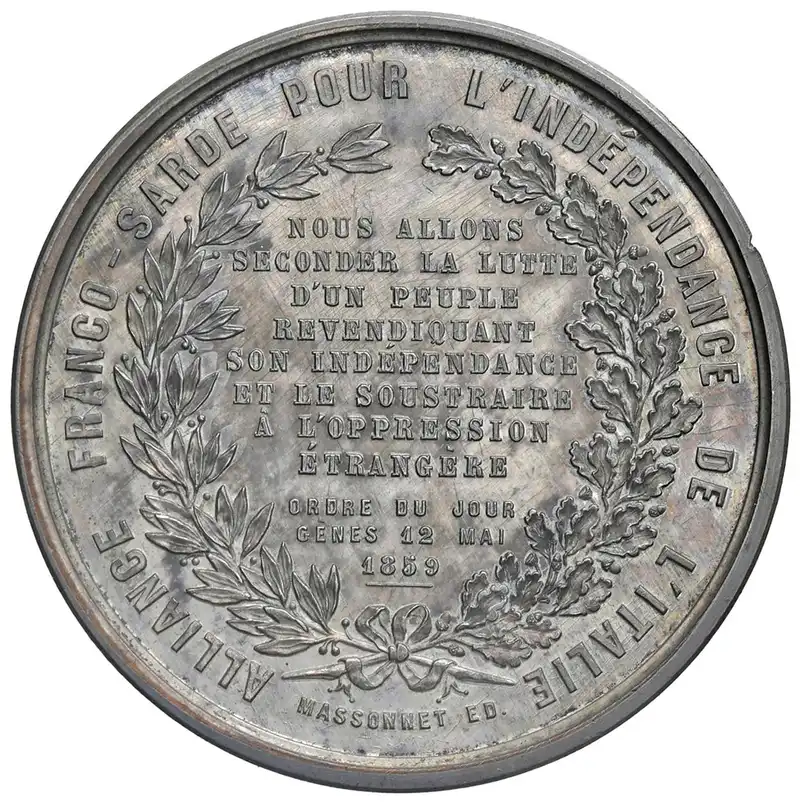 ALLIANCE FRANCO-SARDE POUR L'INDÉPENDANCE DE L'ITALIE
NOUS ALLONS
SECONDER LA LUTTE
D'UN PEUPLE
REVENDIQUANT
SON INDÉPENDANCE
ET LE SOUSTRAIRE
À L'OPPRESSION
ÉTRANGÈRE
ORDRE DU JOUR
GENES 12 MAI
1859
MASSONNET ED.